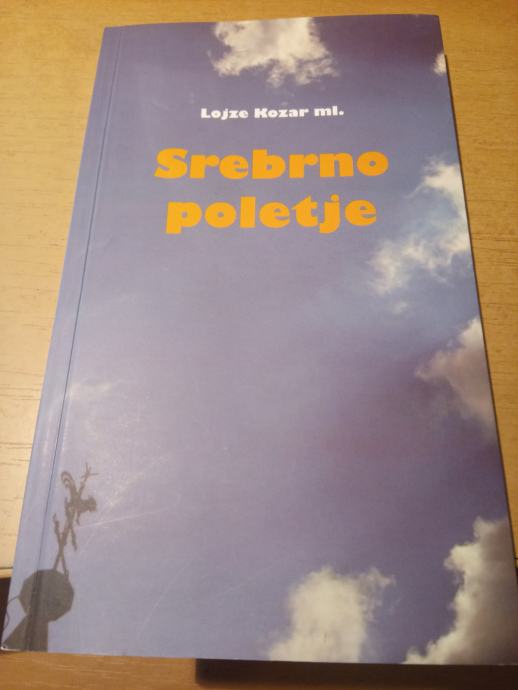 Lojze Kozar ml.
Srebrno
poletje